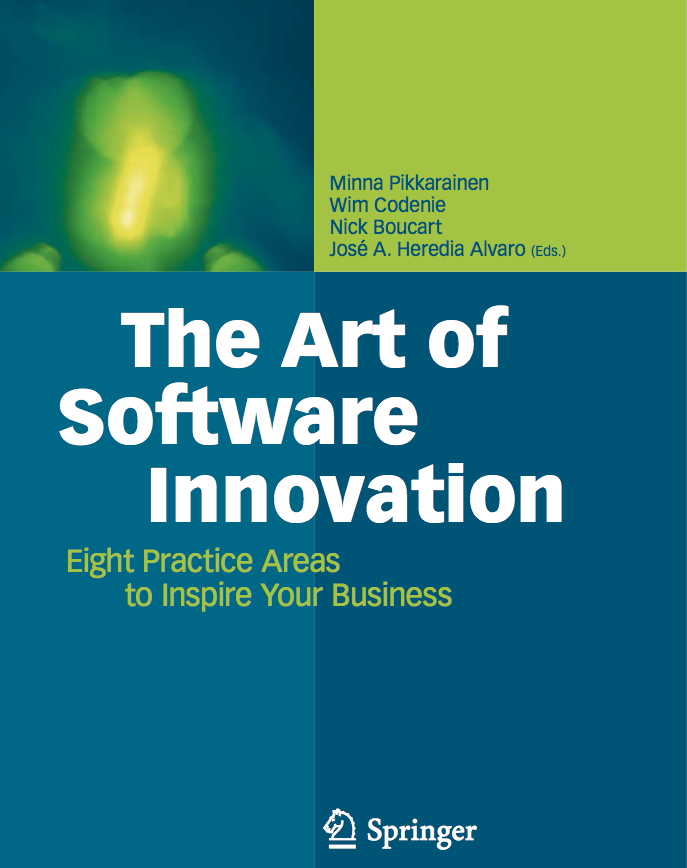 Minna Pikkarainen
Wim Codenie
Nick Boucart
José A. Heredia Alvaro (Eds.)
The Art of
Software
Innovation
Eight Practice Areas
to Inspire Your Business
Springer